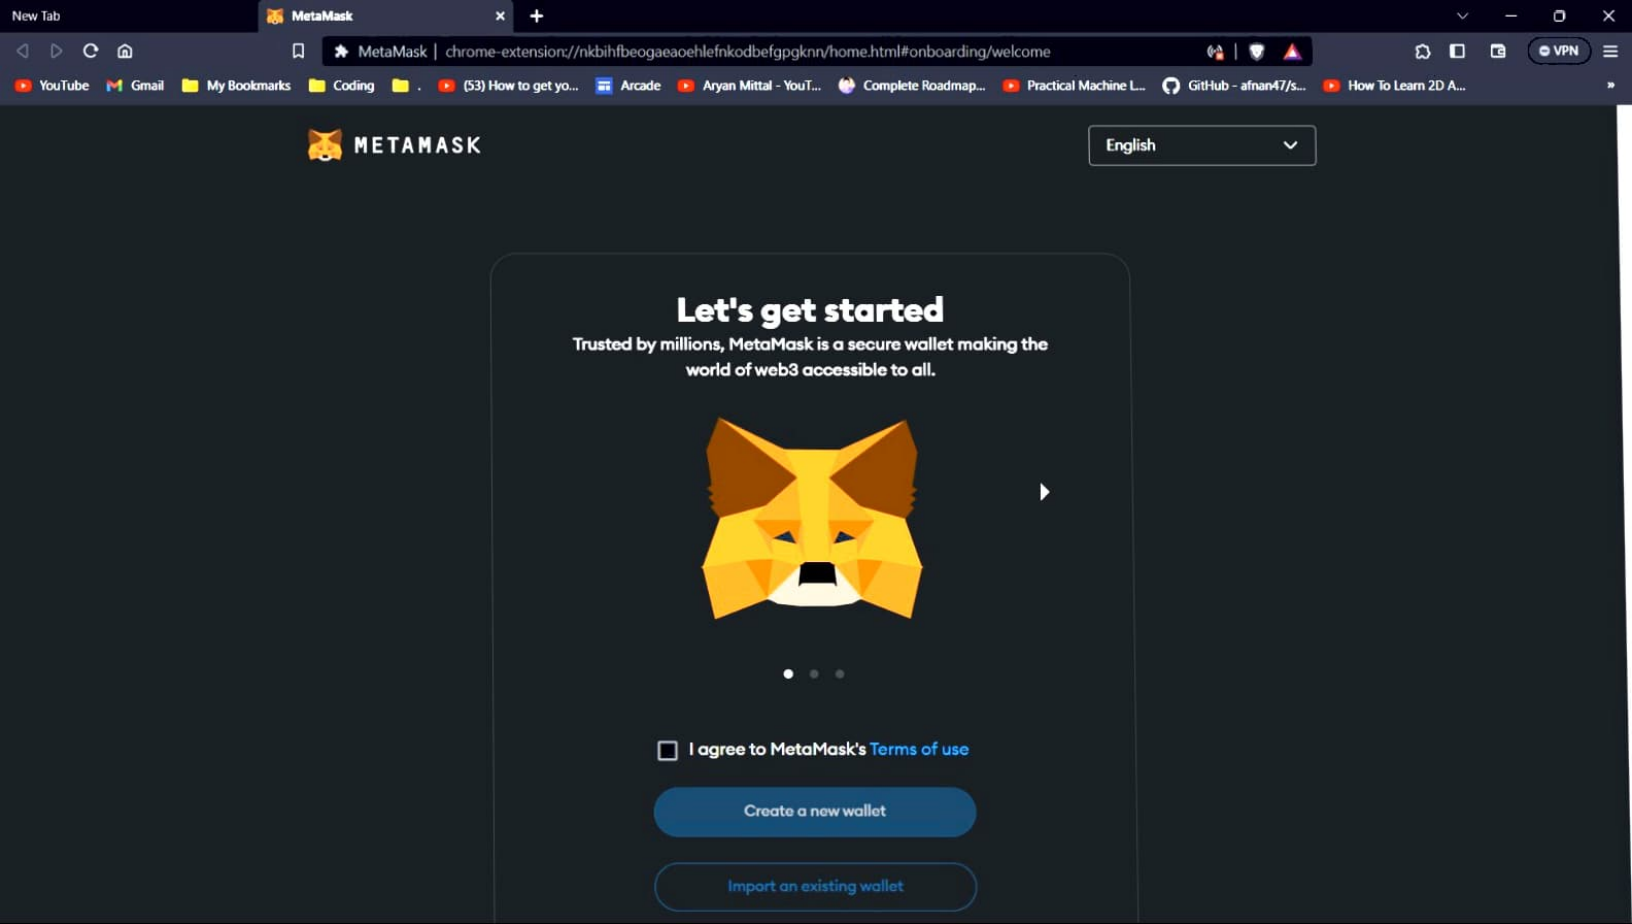 New Tab
MetaMask
MetaMask | chrome-extension://nkbihfbeogaeaoehlefnkodbefgpgknn/home.html#onboarding/welcome
VPN
YouTube
Gmail
My Bookmarks
Coding
.
(53) How to get yo...
Arcade
Aryan Mittal - YouT...
Complete Roadmap...
Practical Machine L...
GitHub - afnan47/s...
How To Learn 2D A...
»
METAMASK
English
Let's get started
Trusted by millions, MetaMask is a secure wallet making the
world of web3 accessible to all.
I agree to MetaMask's Terms of use
Create a new wallet
Import an existing wallet